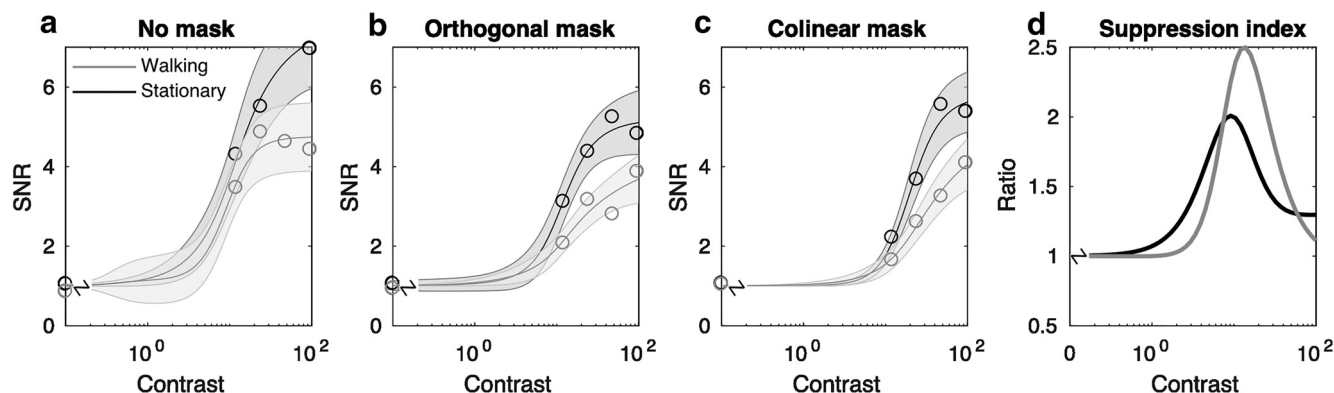 a No mask
b Orthogonal mask
c Colinear mask
d Suppression index
Walking
Stationary
SNR
6
4
2
0
10^0
10^2
Contrast
SNR
6
4
2
0
10^0
10^2
Contrast
SNR
6
4
2
0
10^0
10^2
Contrast
Ratio
2.5
2
1.5
1
0.5
0
10^0
10^2
Contrast